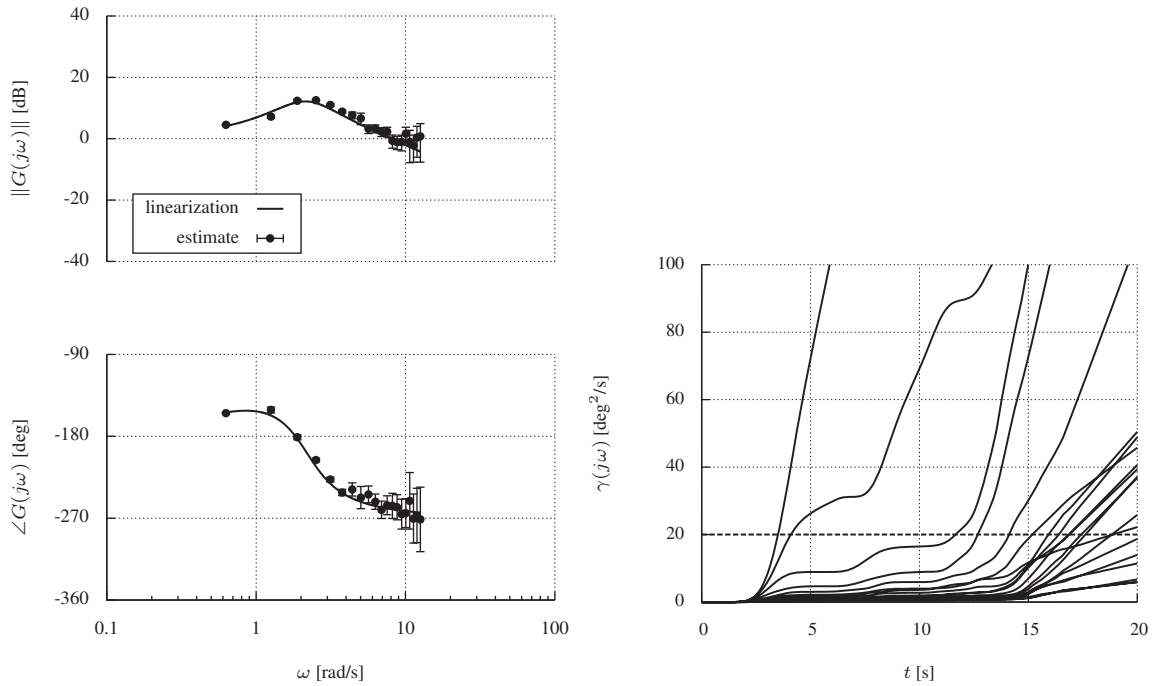 40
20
0
-20
-40
‖G(jω)‖ [dB]
linearization
estimate
-90
-180
-270
-360
∠G(jω) [deg]
0.1 1 10 100
ω [rad/s]
100
80
60
40
20
0
γ(jω) [deg²/s]
0 5 10 15 20
t [s]